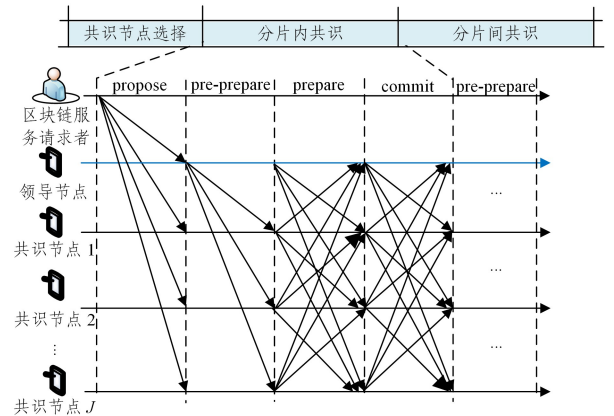 共识节点选择 分片内共识 分片间共识
propose pre-prepare prepare commit pre-prepare
区块链服
务请求者
领导节点
...
共识节点 1
...
共识节点 2
...
⋮
共识节点 J